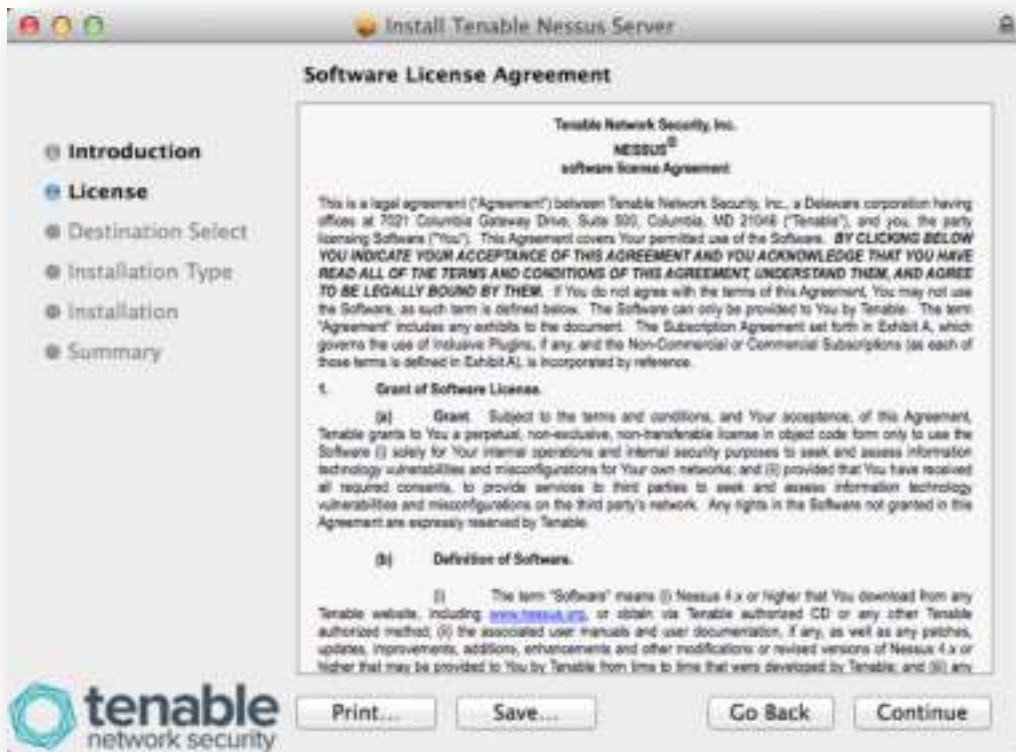 Install Tenable Nessus Server
Software License Agreement
Introduction
License
Destination Select
Installation Type
Installation
Summary
Tenable Network Security, Inc.
NESSUS®
software license Agreement
This is a legal agreement ("Agreement") between Tenable Network Security, Inc., a Delaware corporation having
offices at 7021 Columbia Gateway Drive, Suite 500, Columbia, MD 21046 ("Tenable"), and you, the party
licensing Software ("You"). This Agreement covers Your permitted use of the Software. BY CLICKING BELOW
YOU INDICATE YOUR ACCEPTANCE OF THIS AGREEMENT AND YOU ACKNOWLEDGE THAT YOU HAVE
READ ALL OF THE TERMS AND CONDITIONS OF THIS AGREEMENT, UNDERSTAND THEM, AND AGREE
TO BE LEGALLY BOUND BY THEM. If You do not agree with the terms of this Agreement, You may not use
the Software, as such term is defined below. The Software can only be provided to You by Tenable. The term
"Agreement" includes any exhibits to the document. The Subscription Agreement set forth in Exhibit A, which
governs the use of Inclusive Plugins, if any, and the Non-Commercial or Commercial Subscriptions (as each of
those terms is defined in Exhibit A), is incorporated by reference.
1. Grant of Software License.
(a) Grant. Subject to the terms and conditions, and Your acceptance, of this Agreement,
Tenable grants to You a perpetual, non-exclusive, non-transferable license in object code form only to use the
Software (i) solely for Your internal operations and internal security purposes to seek and assess information
technology vulnerabilities and misconfigurations for Your own networks; and (ii) provided that You have received
all required consents, to provide services to third parties to seek and assess information technology
vulnerabilities and misconfigurations on the third party's network. Any rights in the Software not granted in this
Agreement are expressly reserved by Tenable.
(b) Definition of Software.
(i) The term "Software" means (i) Nessus 4.x or higher that You download from any
Tenable website, including www.nessus.org, or obtain via Tenable authorized CD or any other Tenable
authorized method; (ii) the associated user manuals and user documentation, if any, as well as any patches,
updates, improvements, additions, enhancements and other modifications or revised versions of Nessus 4.x or
higher that may be provided to You by Tenable from time to time that were developed by Tenable; and (iii) any
tenable
network security
Print...
Save...
Go Back
Continue